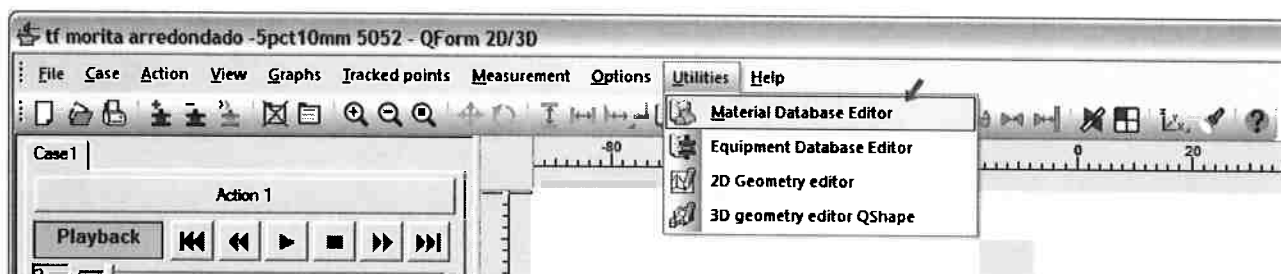 tf morita arredondado -5pct10mm 5052 - QForm 2D/3D
File Case Action View Graphs Tracked points Measurement Options Utilities Help
Material Database Editor
Case1
-80 0 20
Equipment Database Editor
Action 1
2D Geometry editor
3D geometry editor QShape
Playback